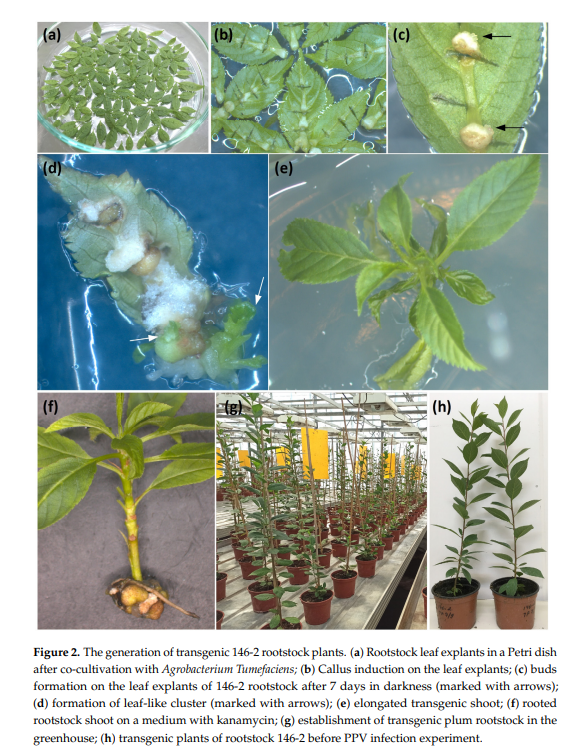 (a)
(b)
(c)
(d)
(e)
(f)
(g)
(h)
Figure 2. The generation of transgenic 146-2 rootstock plants. (a) Rootstock leaf explants in a Petri dish
after co-cultivation with Agrobacterium Tumefaciens; (b) Callus induction on the leaf explants; (c) buds
formation on the leaf explants of 146-2 rootstock after 7 days in darkness (marked with arrows);
(d) formation of leaf-like cluster (marked with arrows); (e) elongated transgenic shoot; (f) rooted
rootstock shoot on a medium with kanamycin; (g) establishment of transgenic plum rootstock in the
greenhouse; (h) transgenic plants of rootstock 146-2 before PPV infection experiment.